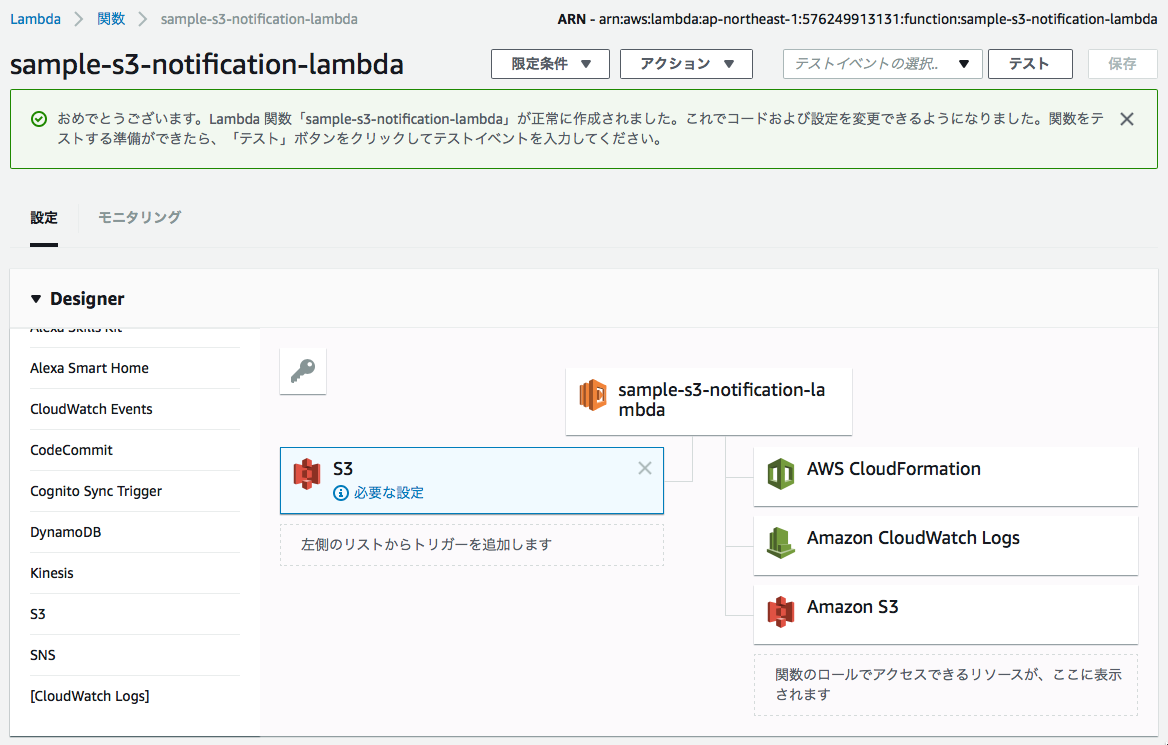 Lambda > 関数 > sample-s3-notification-lambda
ARN - arn:aws:lambda:ap-northeast-1:576249913131:function:sample-s3-notification-lambda
sample-s3-notification-lambda
限定条件 ▼
アクション ▼
テストイベントの選択.. ▼
テスト
保存
おめでとうございます。Lambda 関数「sample-s3-notification-lambda」が正常に作成されました。これでコードおよび設定を変更できるようになりました。関数をテ
ストする準備ができたら、「テスト」ボタンをクリックしてテストイベントを入力してください。
設定
モニタリング
▼ Designer
Alexa Skills Kit
Alexa Smart Home
CloudWatch Events
CodeCommit
Cognito Sync Trigger
DynamoDB
Kinesis
S3
SNS
[CloudWatch Logs]
sample-s3-notification-la
mbda
S3
必要な設定
左側のリストからトリガーを追加します
AWS CloudFormation
Amazon CloudWatch Logs
Amazon S3
関数のロールでアクセスできるリソースが、ここに表示
されます